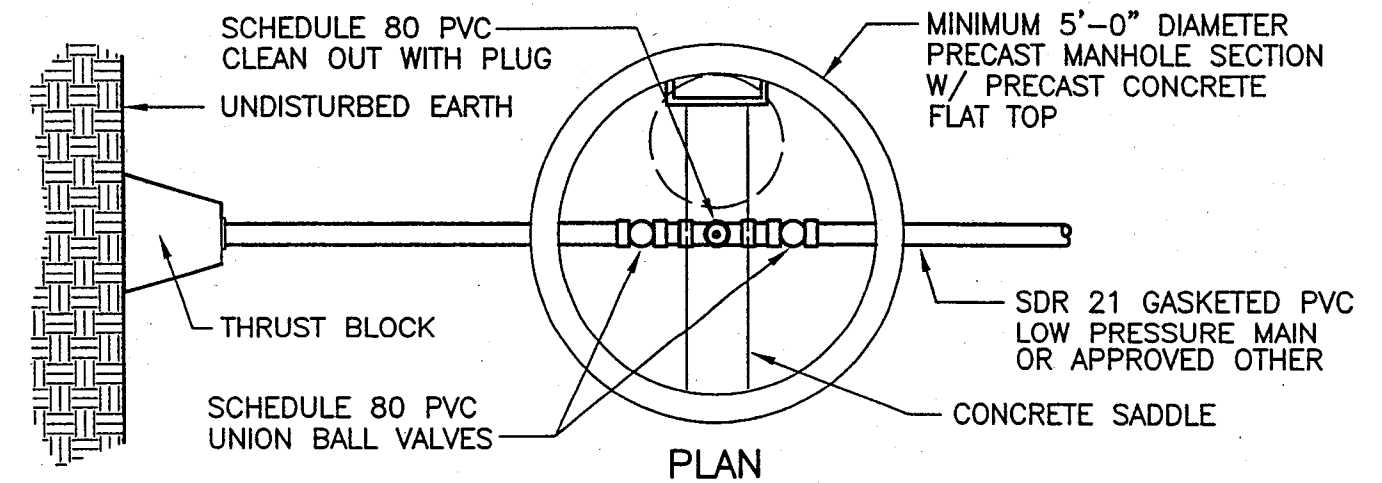 SCHEDULE 80 PVC
CLEAN OUT WITH PLUG
UNDISTURBED EARTH
MINIMUM 5'-0" DIAMETER
PRECAST MANHOLE SECTION
W/ PRECAST CONCRETE
FLAT TOP
THRUST BLOCK
SDR 21 GASKETED PVC
LOW PRESSURE MAIN
OR APPROVED OTHER
SCHEDULE 80 PVC
UNION BALL VALVES
CONCRETE SADDLE
PLAN